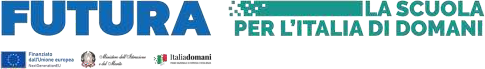 FUTURA
LA SCUOLA
PER L'ITALIA DI DOMANI
Finanziato
dall'Unione europea
NextGenerationEU
Ministero dell'Istruzione
e del Merito
Italiadomani